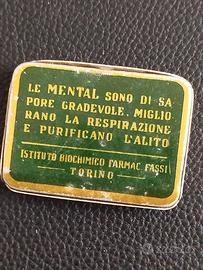 LE MENTAL SONO DI SA
PORE GRADEVOLE, MIGLIO
RANO LA RESPIRAZIONE
E PURIFICANO L'ALITO
ISTITUTO BIOCHIMICO FARMAC. FASSI
TORINO